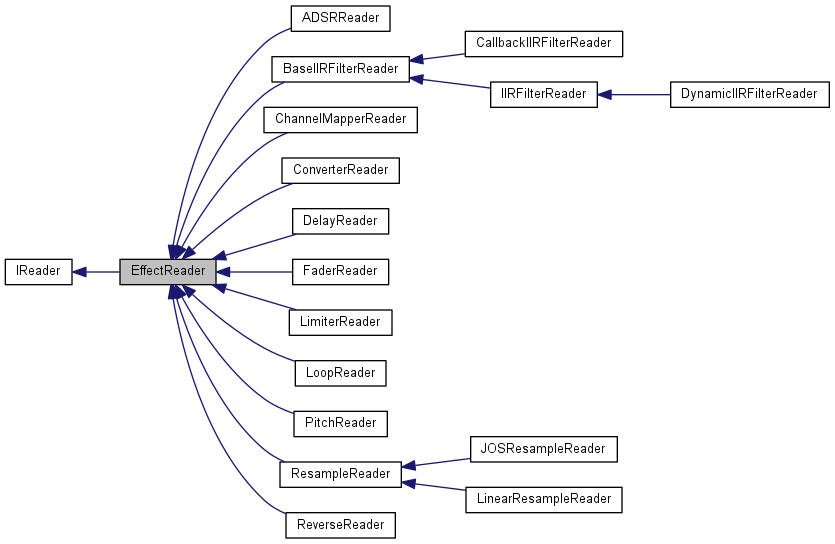 ADSRReader
CallbackIIRFilterReader
BaseIIRFilterReader
IIRFilterReader
DynamicIIRFilterReader
ChannelMapperReader
ConverterReader
DelayReader
IReader
EffectReader
FaderReader
LimiterReader
LoopReader
PitchReader
JOSResampleReader
ResampleReader
LinearResampleReader
ReverseReader